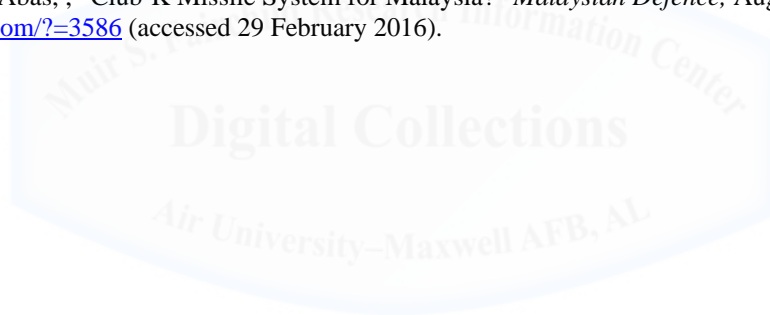 Abas, , "Club-K Missile System for Malaysia?" Malaysian Defence, Aug
om/?=3586 (accessed 29 February 2016).
Muir S. Research Information Center
Digital Collections
Air University–Maxwell AFB, AL